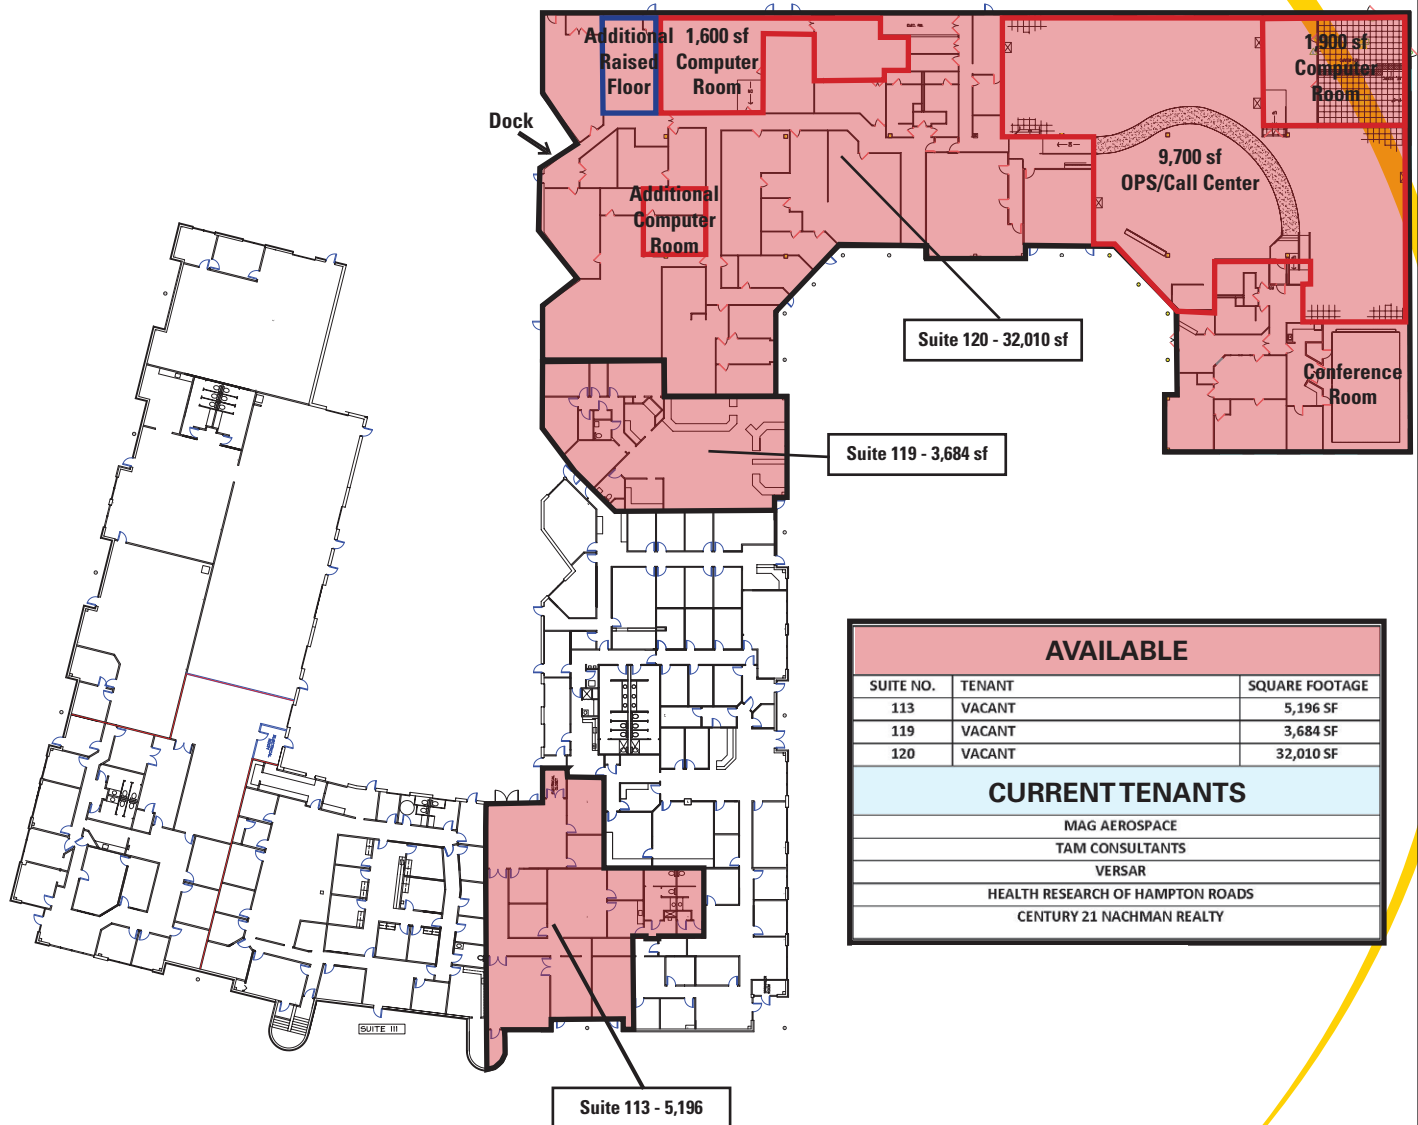 Additional
Raised
Floor
1,600 sf
Computer
Room
1,900 sf
Computer
Room
Dock
9,700 sf
OPS/Call Center
Additional
Computer
Room
Suite 120 - 32,010 sf
Conference
Room
Suite 119 - 3,684 sf
AVAILABLE
SUITE NO. TENANT SQUARE FOOTAGE
113 VACANT 5,196 SF
119 VACANT 3,684 SF
120 VACANT 32,010 SF
CURRENT TENANTS
MAG AEROSPACE
TAM CONSULTANTS
VERSAR
HEALTH RESEARCH OF HAMPTON ROADS
CENTURY 21 NACHMAN REALTY
SUITE 111
Suite 113 - 5,196